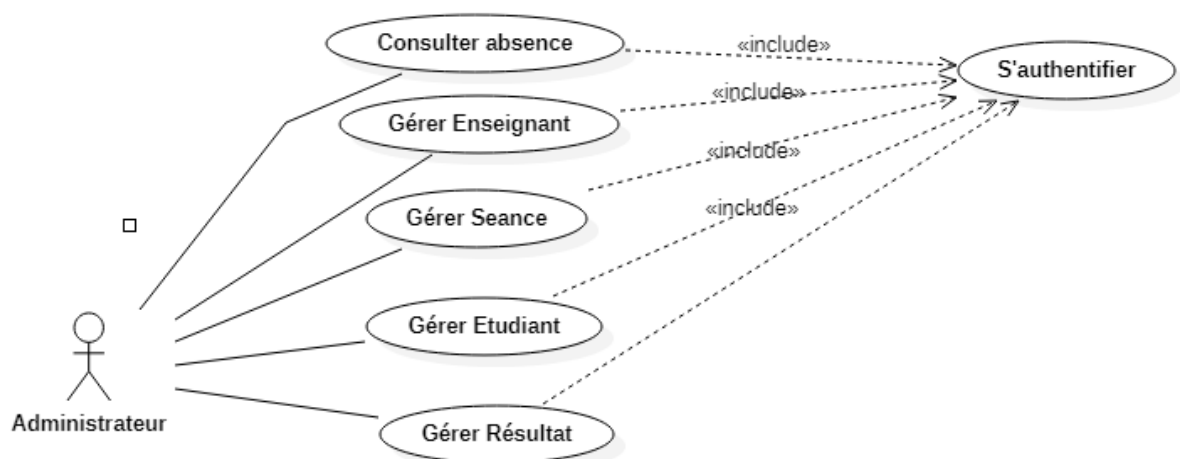 Consulter absence
«include»
S'authentifier
Gérer Enseignant
«include»
«include»
Gérer Seance
«include»
Gérer Etudiant
Administrateur
Gérer Résultat